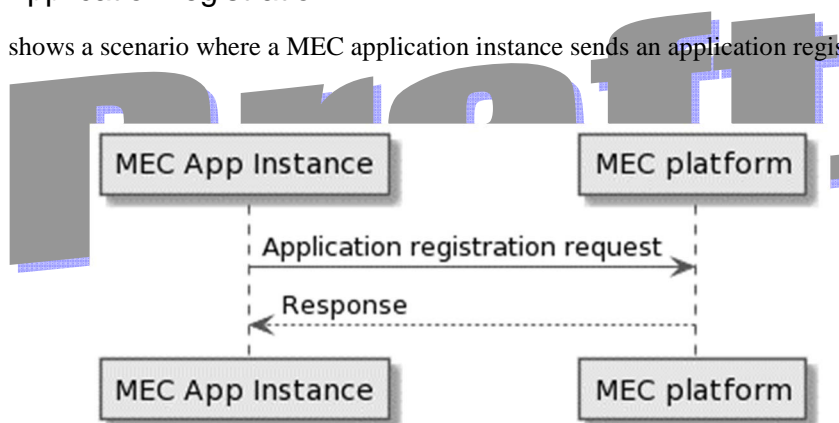 shows a scenario where a MEC application instance sends an application regis
MEC App Instance MEC platform
Application registration request
Response
MEC App Instance MEC platform